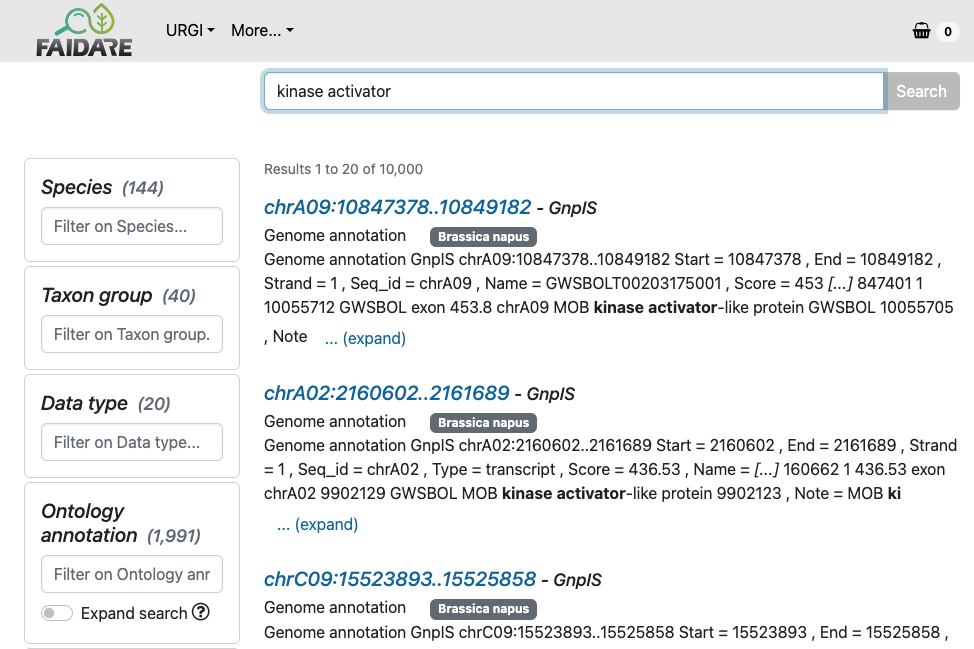 FAIDARE
URGI
More...
0
kinase activator
Search
Species (144)
Filter on Species...
Taxon group (40)
Filter on Taxon group.
Data type (20)
Filter on Data type...
Ontology
annotation (1,991)
Filter on Ontology anr
Expand search ?
Results 1 to 20 of 10,000
chrA09:10847378..10849182 - GnpIS
Genome annotation Brassica napus
Genome annotation GnpIS chrA09:10847378..10849182 Start = 10847378 , End = 10849182 ,
Strand = 1 , Seq_id = chrA09 , Name = GWSBOLT00203175001 , Score = 453 [...] 847401 1
10055712 GWSBOL exon 453.8 chrA09 MOB kinase activator-like protein GWSBOL 10055705
, Note ... (expand)
chrA02:2160602..2161689 - GnpIS
Genome annotation Brassica napus
Genome annotation GnpIS chrA02:2160602..2161689 Start = 2160602 , End = 2161689 , Strand
= 1 , Seq_id = chrA02 , Type = transcript , Score = 436.53 , Name = [...] 160662 1 436.53 exon
chrA02 9902129 GWSBOL MOB kinase activator-like protein 9902123 , Note = MOB ki
... (expand)
chrC09:15523893..15525858 - GnpIS
Genome annotation Brassica napus
Genome annotation GnpIS chrC09:15523893..15525858 Start = 15523893 , End = 15525858 ,